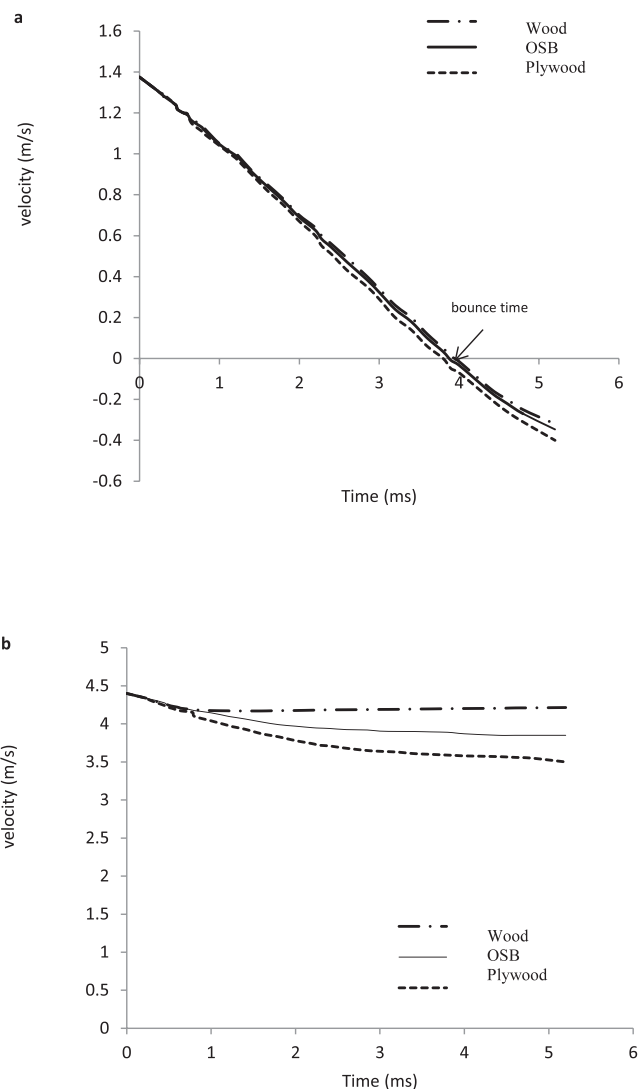 a
1.6
Wood
OSB
Plywood
1.4
1.2
1
0.8
0.6
0.4
0.2
0
-0.2
-0.4
-0.6
velocity (m/s)
bounce time
0 1 2 3 4 5 6
Time (ms)
b
5
4.5
4
3.5
3
2.5
2
1.5
1
0.5
0
velocity (m/s)
Wood
OSB
Plywood
0 1 2 3 4 5 6
Time (ms)